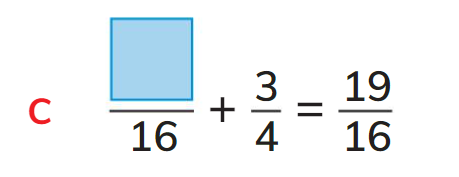 c □/16 + 3/4 = 19/16